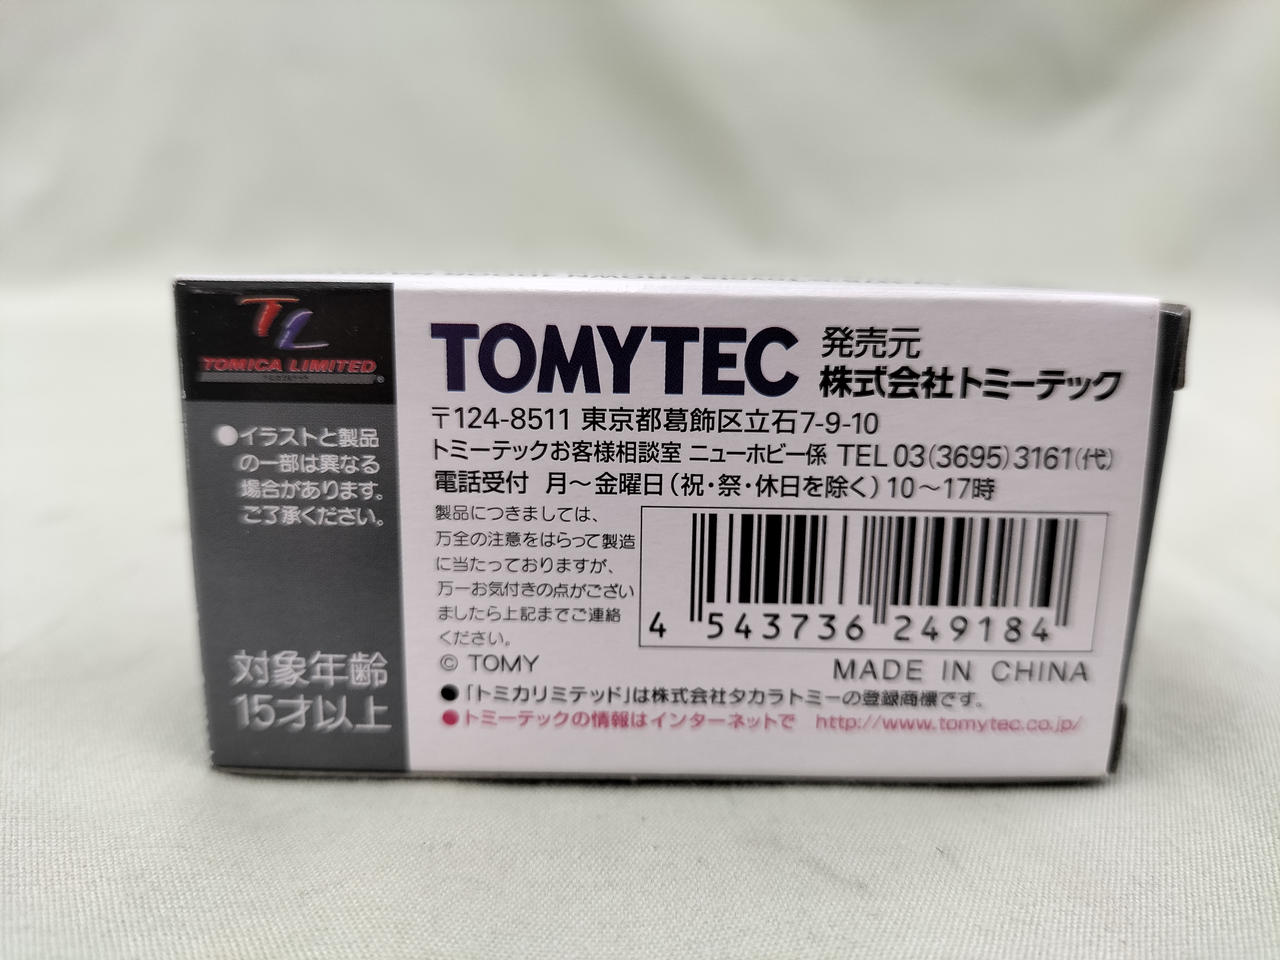 TL
TOMICA LIMITED
●イラストと製品
の一部は異なる
場合があります。
ご了承ください。
対象年齢
15才以上
TOMYTEC
発売元
株式会社トミーテック
〒124-8511 東京都葛飾区立石7-9-10
トミーテックお客様相談室 ニューホビー係 TEL 03(3695)3161(代)
電話受付 月〜金曜日(祝・祭・休日を除く)10〜17時
製品につきましては、
万全の注意をはらって製造
に当たっておりますが、
万一お気付きの点がござい
ましたら上記までご連絡
ください。
4 543736 249184
© TOMY
MADE IN CHINA
●「トミカリミテッド」は株式会社タカラトミーの登録商標です。
●トミーテックの情報はインターネットで http://www.tomytec.co.jp/